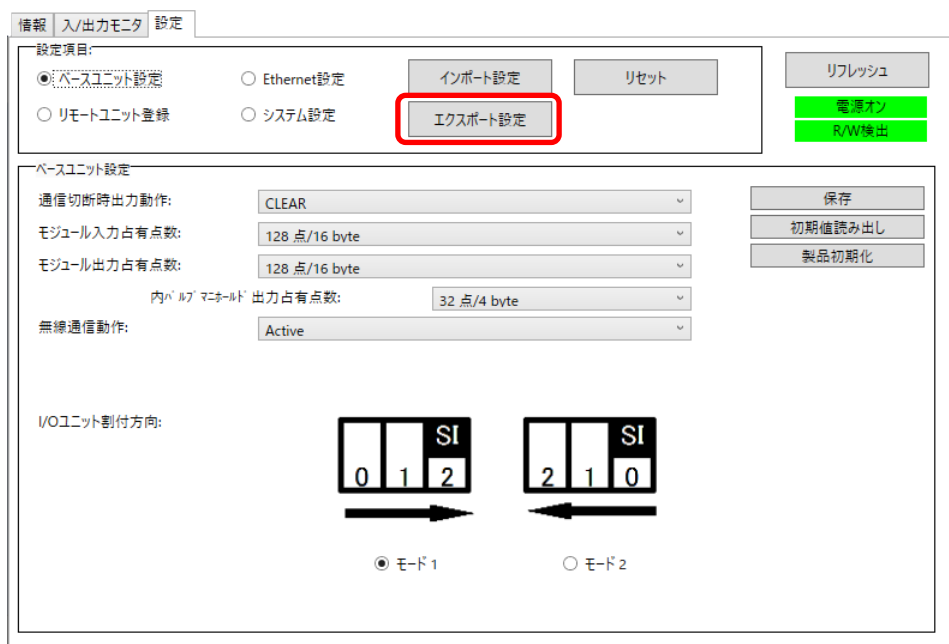 情報 入/出力モニタ 設定
設定項目:
ベースユニット設定 Ethernet設定 インポート設定 リセット リフレッシュ
リモートユニット登録 システム設定 エクスポート設定 電源オン
R/W検出
ベースユニット設定
通信切断時出力動作: CLEAR 保存
モジュール入力占有点数: 128 点/16 byte 初期値読み出し
モジュール出力占有点数: 128 点/16 byte 製品初期化
内バルブマニホールド出力占有点数: 32 点/4 byte
無線通信動作: Active
I/Oユニット割付方向:
SI SI
0 1 2 2 1 0
モード 1 モード 2